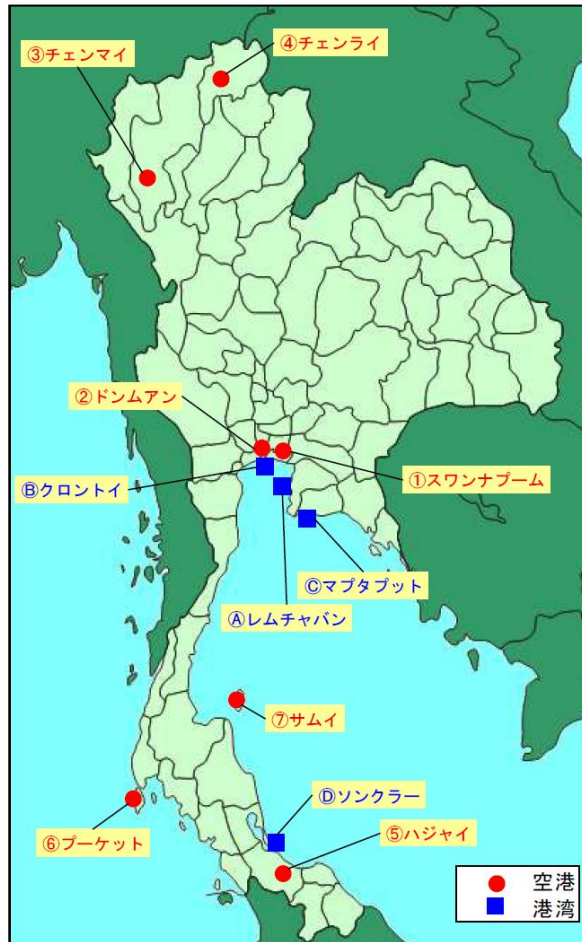 ④チェンライ
③チェンマイ
②ドンムアン
①スワンナプーム
Ⓑクロントイ
Ⓒマプタプット
Ⓐレムチャバン
⑦サムイ
Ⓓソンクラー
⑥プーケット
⑤ハジャイ
空港
港湾